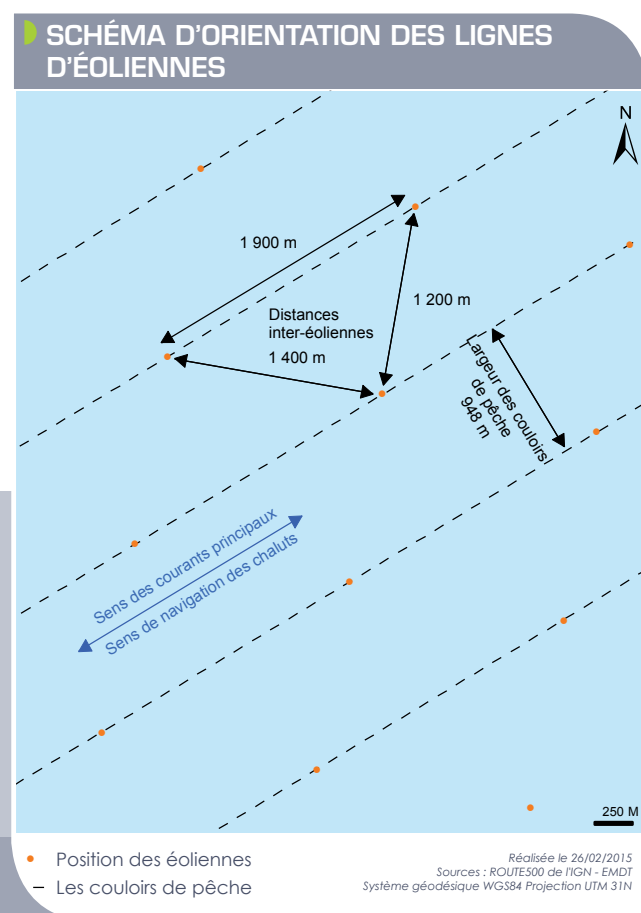 SCHÉMA D'ORIENTATION DES LIGNES
D'ÉOLIENNES
N
1 900 m
1 200 m
Distances
inter-éoliennes
1 400 m
Largeur des couloirs
de pêche
948 m
Sens des courants principaux
Sens de navigation des chaluts
250 M
Position des éoliennes
Les couloirs de pêche
Réalisée le 26/02/2015
Sources : ROUTE500 de l'IGN - EMDT
Système géodésique WGS84 Projection UTM 31N